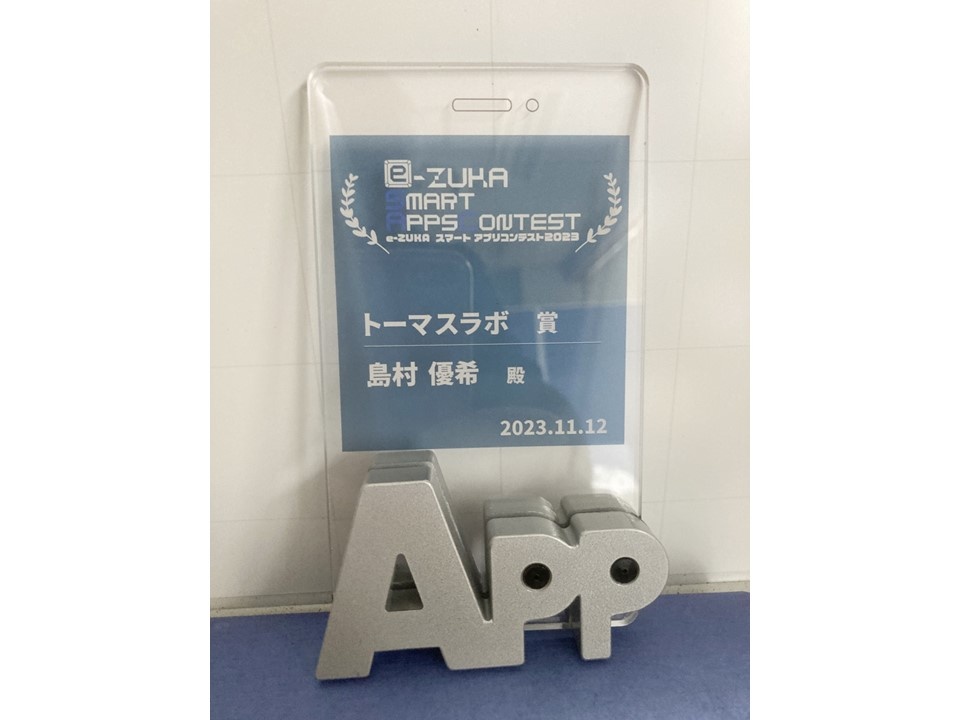 e-ZUKA
SMART
APPS CONTEST
e-ZUKA スマート アプリコンテスト2023
トーマスラボ 賞
島村 優希 殿
2023.11.12
APP